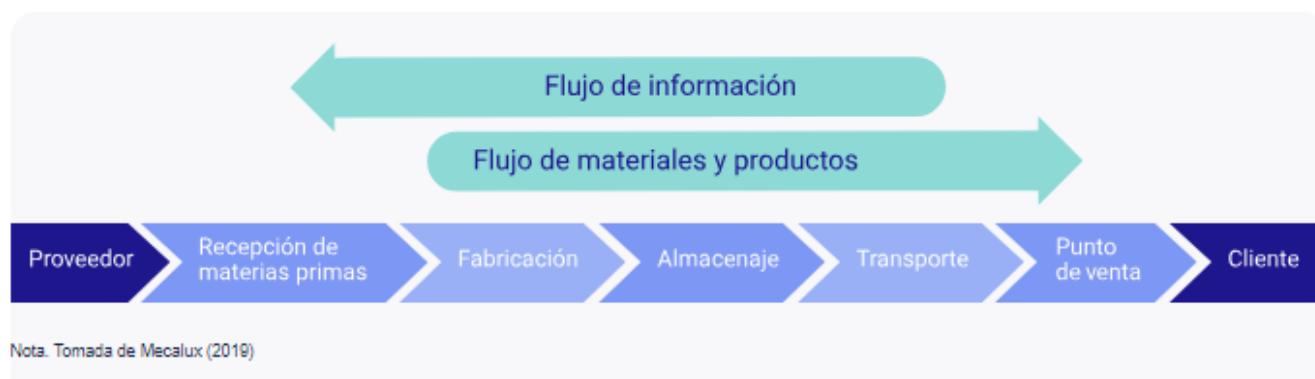 Flujo de información
Flujo de materiales y productos
Proveedor
Recepción de
materias primas
Fabricación
Almacenaje
Transporte
Punto
de venta
Cliente
Nota. Tomada de Mecalux (2019)